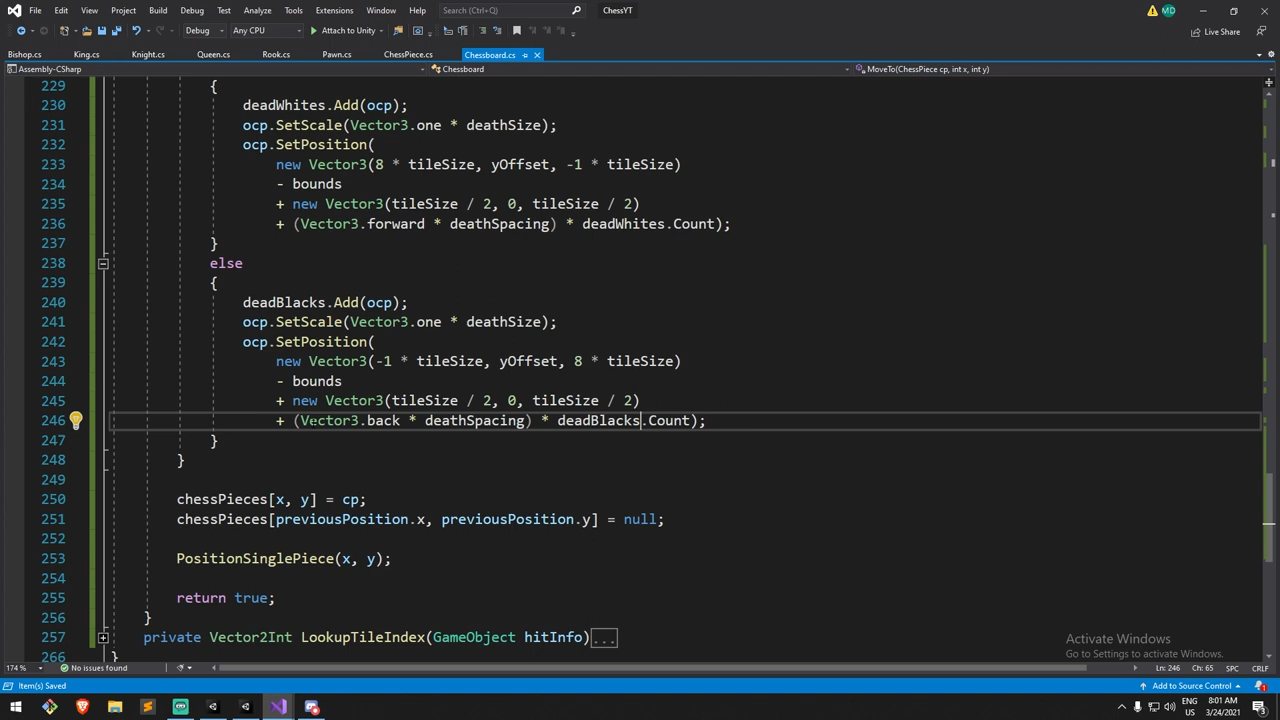 File Edit View Project Build Debug Test Analyze Tools Extensions Window Help Search (Ctrl+Q) ChessYT MD
Debug Any CPU Attach to Unity Live Share
Bishop.cs King.cs Knight.cs Queen.cs Rook.cs Pawn.cs ChessPiece.cs Chessboard.cs
Assembly-CSharp Chessboard MoveTo(ChessPiece cp, int x, int y)
229 {
230 deadWhites.Add(ocp);
231 ocp.SetScale(Vector3.one * deathSize);
232 ocp.SetPosition(
233 new Vector3(8 * tileSize, yOffset, -1 * tileSize)
234 - bounds
235 + new Vector3(tileSize / 2, 0, tileSize / 2)
236 + (Vector3.forward * deathSpacing) * deadWhites.Count);
237 }
238 else
239 {
240 deadBlacks.Add(ocp);
241 ocp.SetScale(Vector3.one * deathSize);
242 ocp.SetPosition(
243 new Vector3(-1 * tileSize, yOffset, 8 * tileSize)
244 - bounds
245 + new Vector3(tileSize / 2, 0, tileSize / 2)
246 + (Vector3.back * deathSpacing) * deadBlacks.Count);
247 }
248 }
249
250 chessPieces[x, y] = cp;
251 chessPieces[previousPosition.x, previousPosition.y] = null;
252
253 PositionSinglePiece(x, y);
254
255 return true;
256 }
257 private Vector2Int LookupTileIndex(GameObject hitInfo)...
266 }
Activate Windows
Go to Settings to activate Windows.
174 % No issues found Ln: 246 Ch: 65 SPC CRLF
Item(s) Saved Add to Source Control 1
ENG 8:01 AM
US 3/24/2021 3